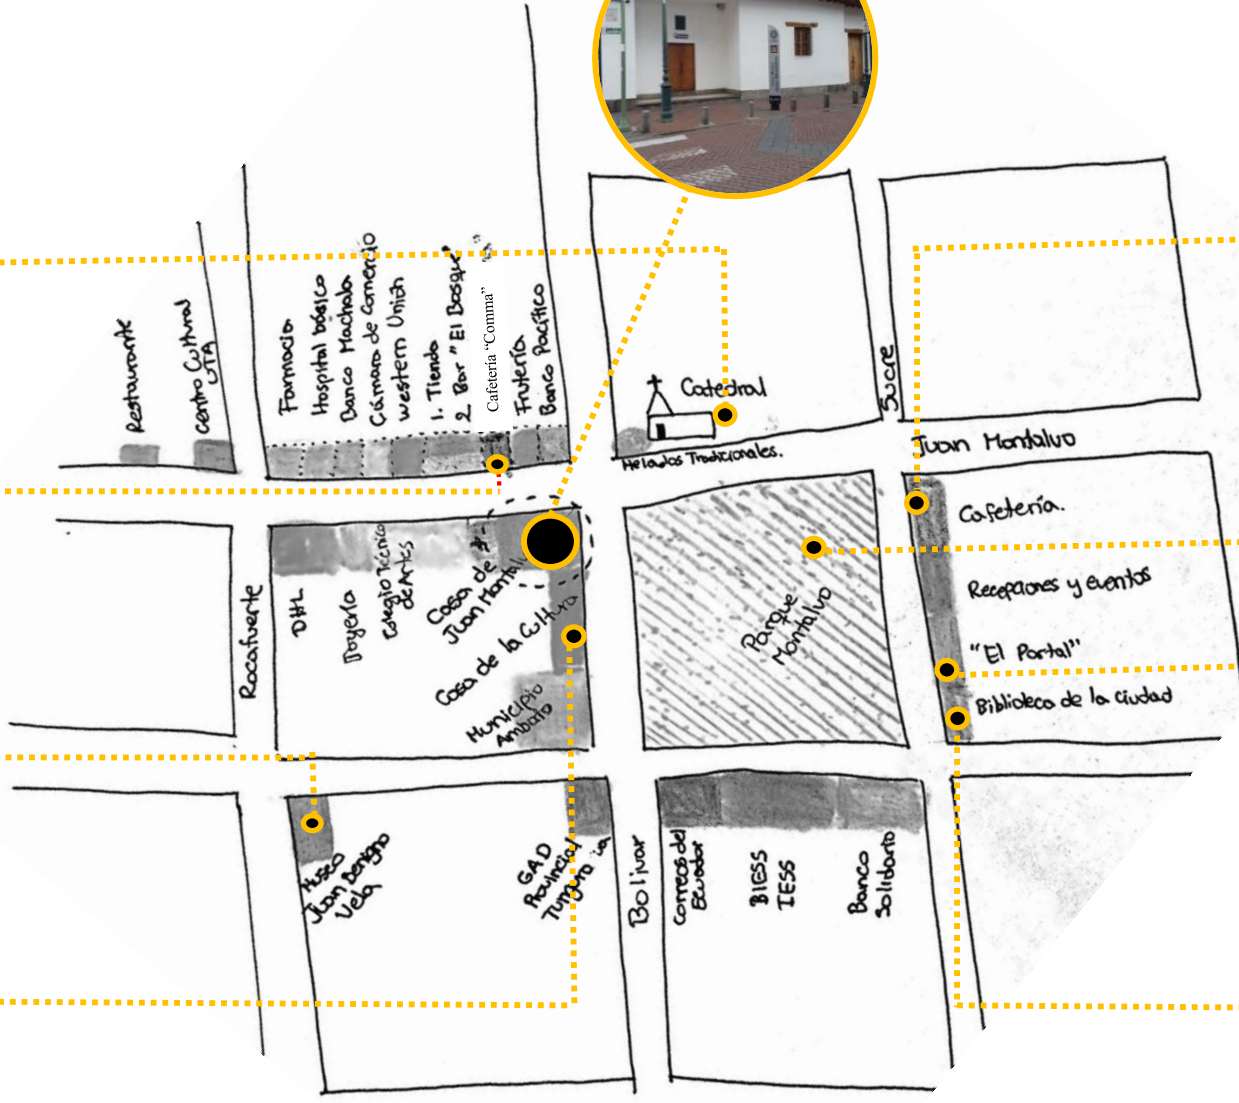 Restaurante
Centro Cultural
UTA
Farmacia
Hospital básico
Banco Machala
Cámara de Comercio
Western Union
1. Tienda
2. Bar "El Bosque"
Cafetería "Comma"
Frutería
Banco Pacífico
Catedral
Helados Tradicionales.
Sucre
Juan Montalvo
Rocafuerte
DHL
Joyería
Colegio Técnico
de Artes
Casa de
Juan Montal
Casa de la Cultura
Municipio
Ambato
Parque
Montalvo
Cafetería.
Recepciones y eventos
"El Portal"
Biblioteca de la Ciudad
Museo
Juan Benigno
Vela
GAD
Provincial
Bolívar
Correos del
Ecuador
BIESS
IESS
Banco
Solidario